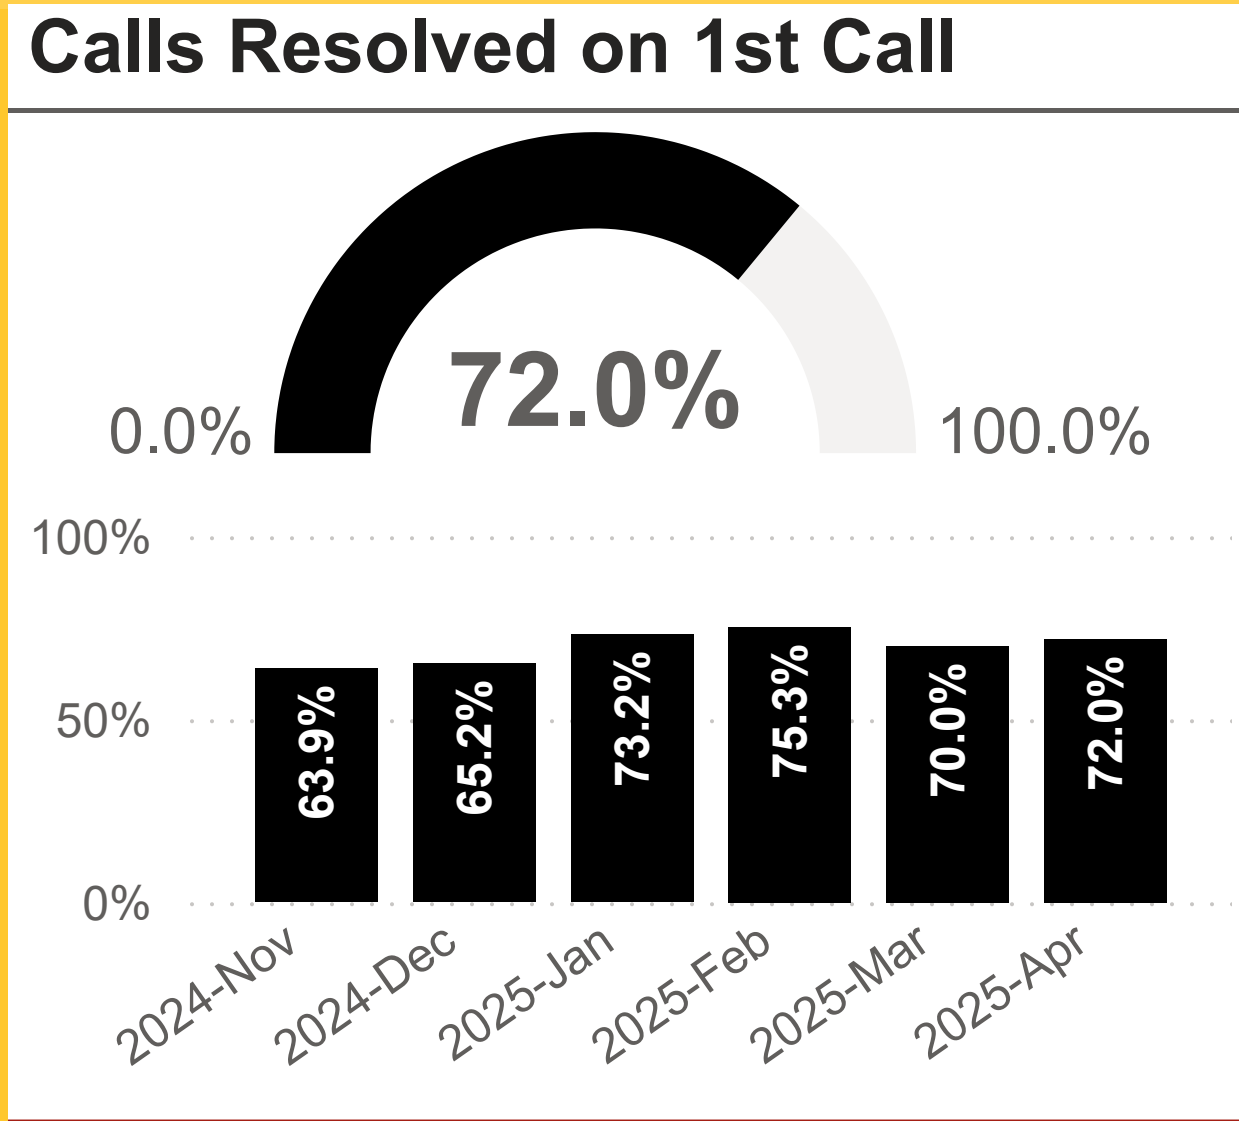 Calls Resolved on 1st Call
72.0%
0.0%
100.0%
100%
50%
0%
63.9%
65.2%
73.2%
75.3%
70.0%
72.0%
2024-Nov
2024-Dec
2025-Jan
2025-Feb
2025-Mar
2025-Apr